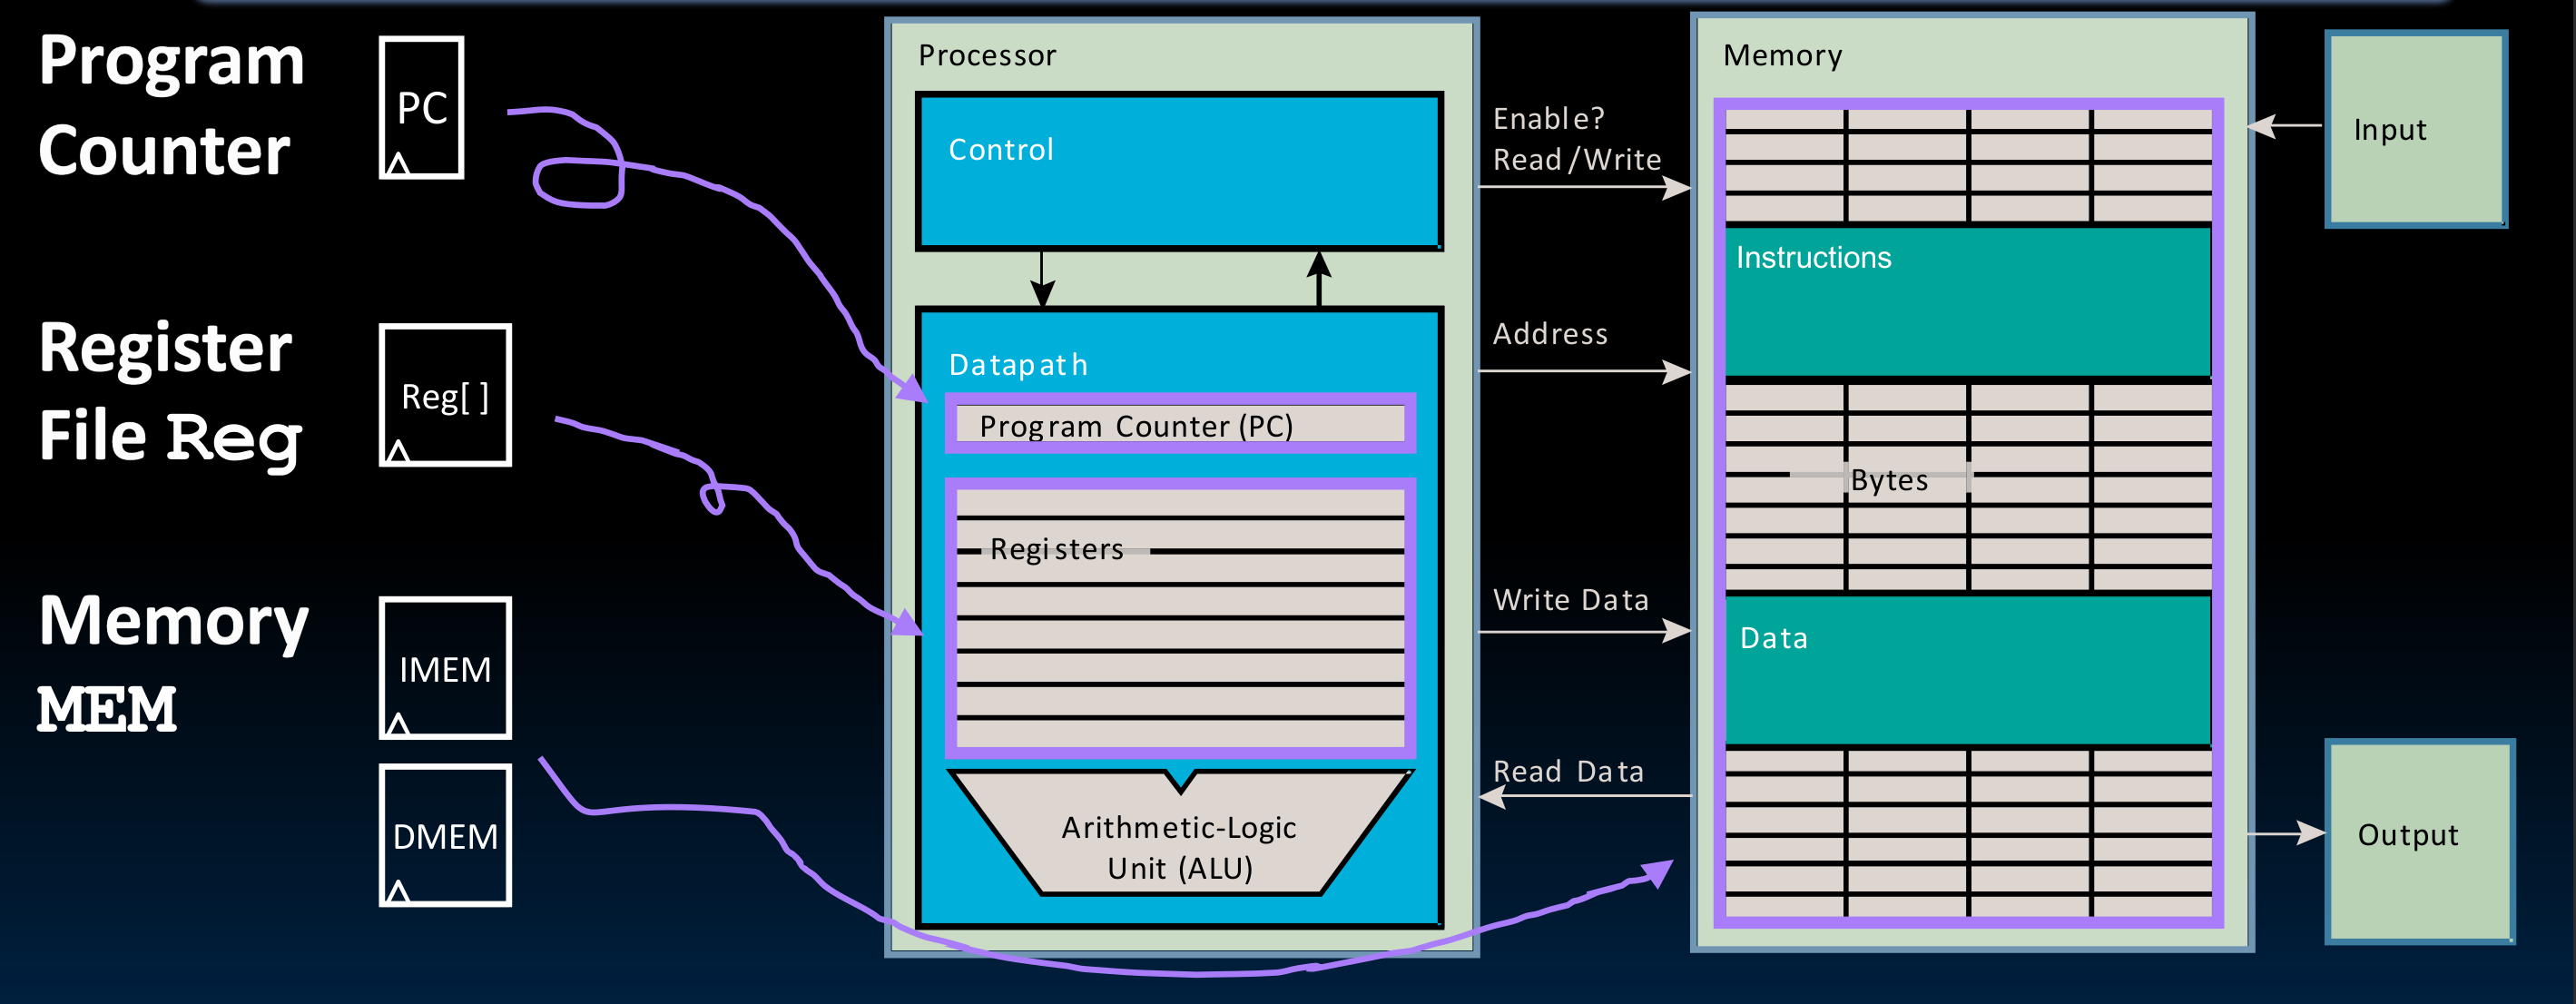 Program
Counter
PC
Register
File Reg
Reg[ ]
Memory
MEM
IMEM
DMEM
Processor
Control
Datapath
Program Counter (PC)
Registers
Arithmetic-Logic
Unit (ALU)
Enable?
Read/Write
Address
Write Data
Read Data
Memory
Instructions
Bytes
Data
Input
Output